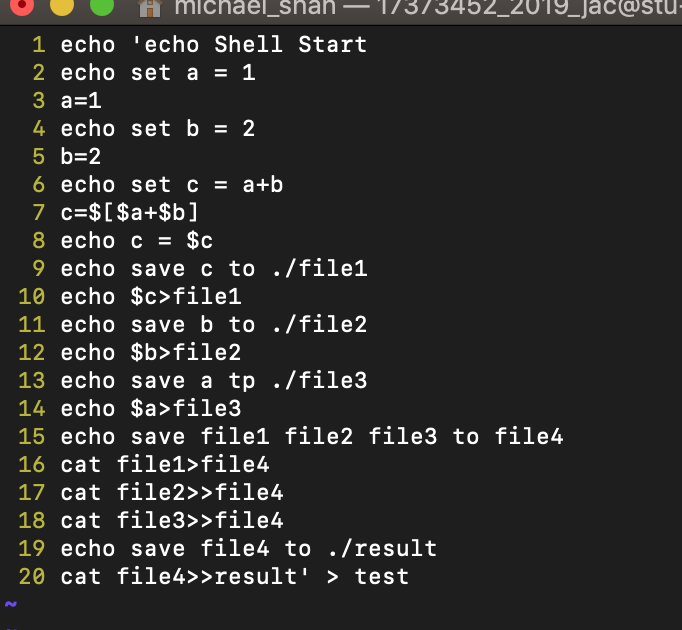 michael_shah — 17373452_2019_jac@stu-
1 echo 'echo Shell Start
2 echo set a = 1
3 a=1
4 echo set b = 2
5 b=2
6 echo set c = a+b
7 c=$[$a+$b]
8 echo c = $c
9 echo save c to ./file1
10 echo $c>file1
11 echo save b to ./file2
12 echo $b>file2
13 echo save a tp ./file3
14 echo $a>file3
15 echo save file1 file2 file3 to file4
16 cat file1>file4
17 cat file2>>file4
18 cat file3>>file4
19 echo save file4 to ./result
20 cat file4>>result' > test
~